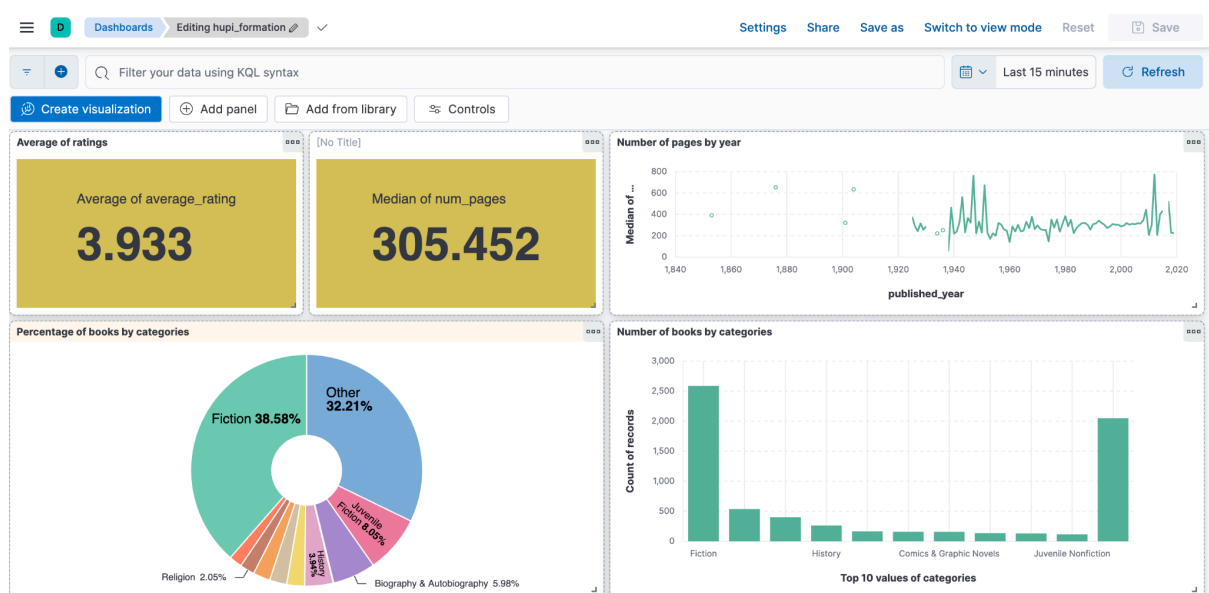 D Dashboards Editing hupi_formation Settings Share Save as Switch to view mode Reset Save
Filter your data using KQL syntax Last 15 minutes Refresh
Create visualization Add panel Add from library Controls
Average of ratings
Average of average_rating
3.933
[No Title]
Median of num_pages
305.452
Number of pages by year
Median of ...
800
600
400
200
0
1,840 1,860 1,880 1,900 1,920 1,940 1,960 1,980 2,000 2,020
published_year
Percentage of books by categories
Other
32.21%
Fiction 38.58%
Juvenile
Fiction 8.05%
History
3.94%
Religion 2.05%
Biography & Autobiography 5.98%
Number of books by categories
Count of records
3,000
2,500
2,000
1,500
1,000
500
0
Fiction History Comics & Graphic Novels Juvenile Nonfiction
Top 10 values of categories